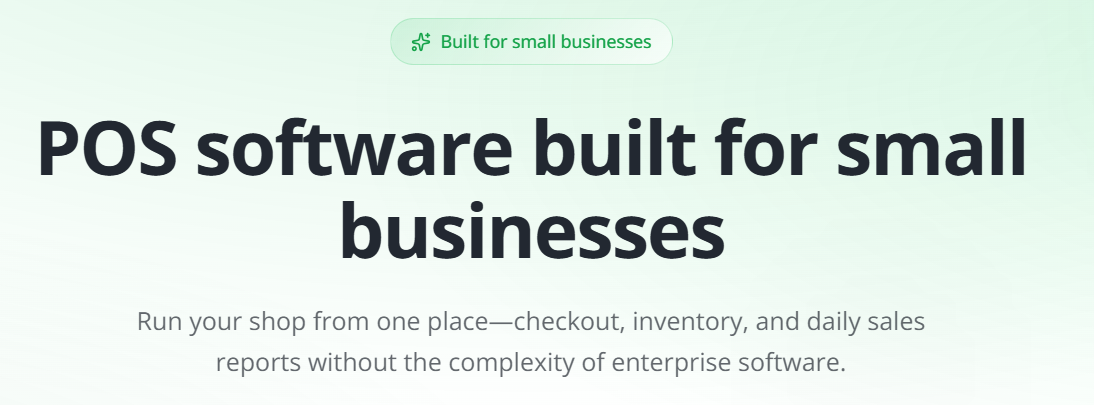 Built for small businesses
POS software built for small
businesses
Run your shop from one place—checkout, inventory, and daily sales
reports without the complexity of enterprise software.